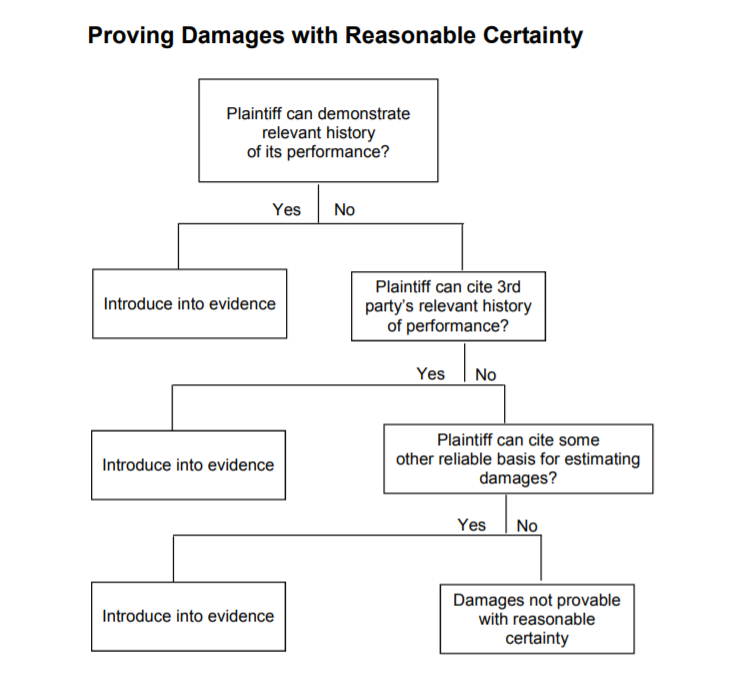 Proving Damages with Reasonable Certainty
Plaintiff can demonstrate
relevant history
of its performance?
Yes
No
Introduce into evidence
Plaintiff can cite 3rd
party's relevant history
of performance?
Yes
No
Introduce into evidence
Plaintiff can cite some
other reliable basis for estimating
damages?
Yes
No
Introduce into evidence
Damages not provable
with reasonable
certainty